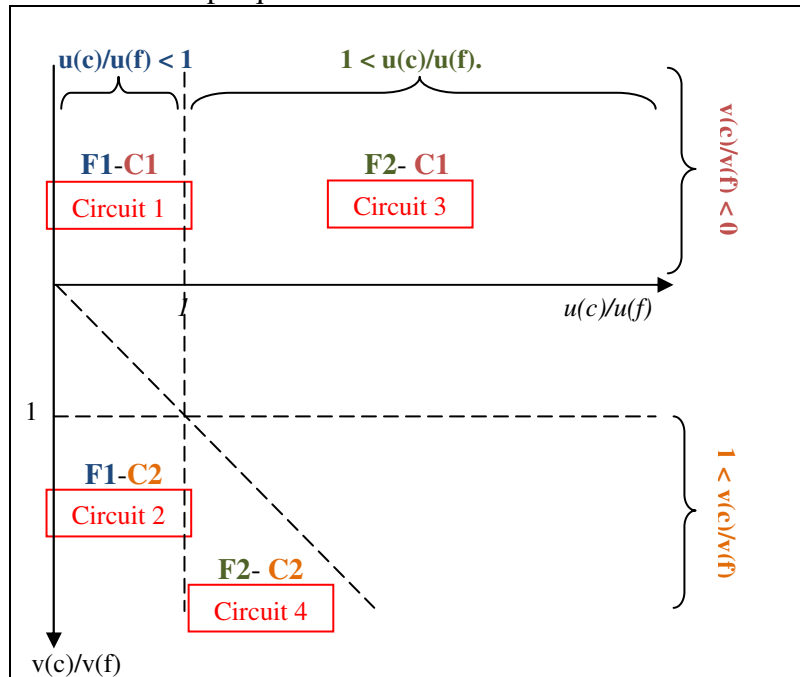 u(c)/u(f) < 1
1 < u(c)/u(f).
v(c)/v(f) < 0
F1-C1
F2- C1
Circuit 1
Circuit 3
1
u(c)/u(f)
1
1 < v(c)/v(f)
F1-C2
Circuit 2
F2- C2
Circuit 4
v(c)/v(f)